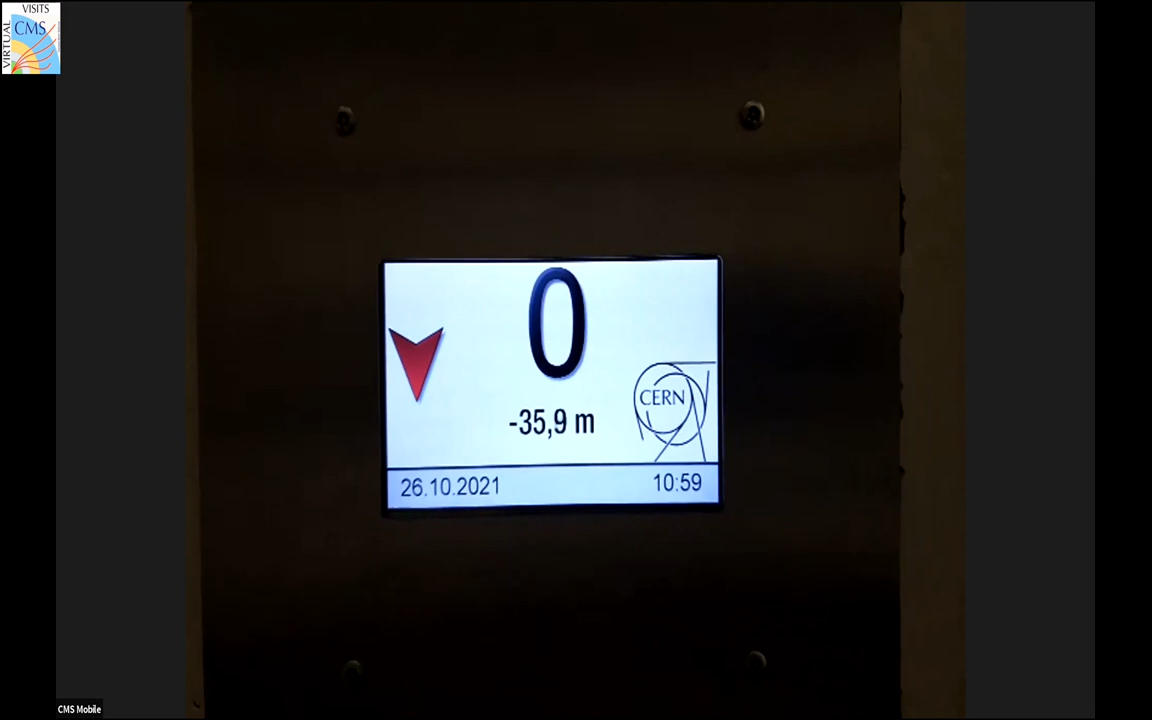 VISITS
VIRTUAL
CMS
0
-35,9 m
CERN
26.10.2021
10:59
CMS Mobile